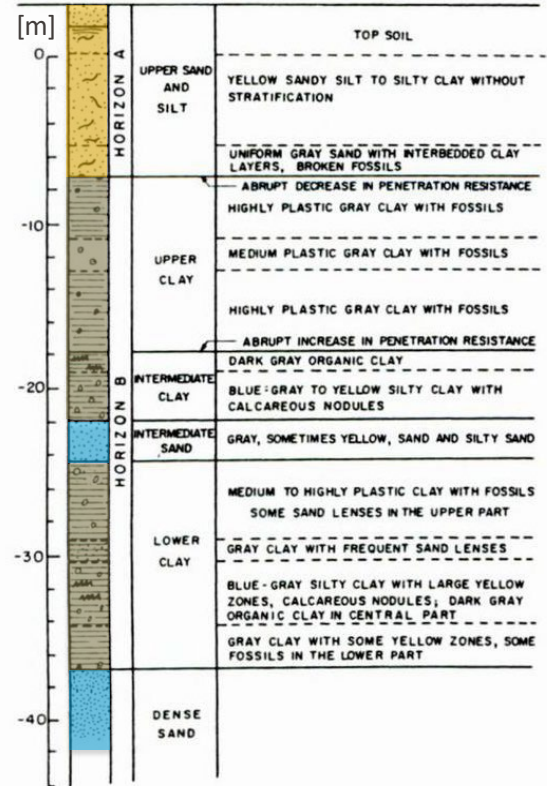 [m]
0
-10
-20
-30
-40
HORIZON A
HORIZON B
UPPER SAND
AND
SILT
UPPER
CLAY
INTERMEDIATE
CLAY
INTERMEDIATE
SAND
LOWER
CLAY
DENSE
SAND
TOP SOIL
YELLOW SANDY SILT TO SILTY CLAY WITHOUT
STRATIFICATION
UNIFORM GRAY SAND WITH INTERBEDDED CLAY
LAYERS, BROKEN FOSSILS
ABRUPT DECREASE IN PENETRATION RESISTANCE
HIGHLY PLASTIC GRAY CLAY WITH FOSSILS
MEDIUM PLASTIC GRAY CLAY WITH FOSSILS
HIGHLY PLASTIC GRAY CLAY WITH FOSSILS
ABRUPT INCREASE IN PENETRATION RESISTANCE
DARK GRAY ORGANIC CLAY
BLUE-GRAY TO YELLOW SILTY CLAY WITH
CALCAREOUS NODULES
GRAY, SOMETIMES YELLOW, SAND AND SILTY SAND
MEDIUM TO HIGHLY PLASTIC CLAY WITH FOSSILS
SOME SAND LENSES IN THE UPPER PART
GRAY CLAY WITH FREQUENT SAND LENSES
BLUE-GRAY SILTY CLAY WITH LARGE YELLOW
ZONES, CALCAREOUS NODULES; DARK GRAY
ORGANIC CLAY IN CENTRAL PART
GRAY CLAY WITH SOME YELLOW ZONES, SOME
FOSSILS IN THE LOWER PART